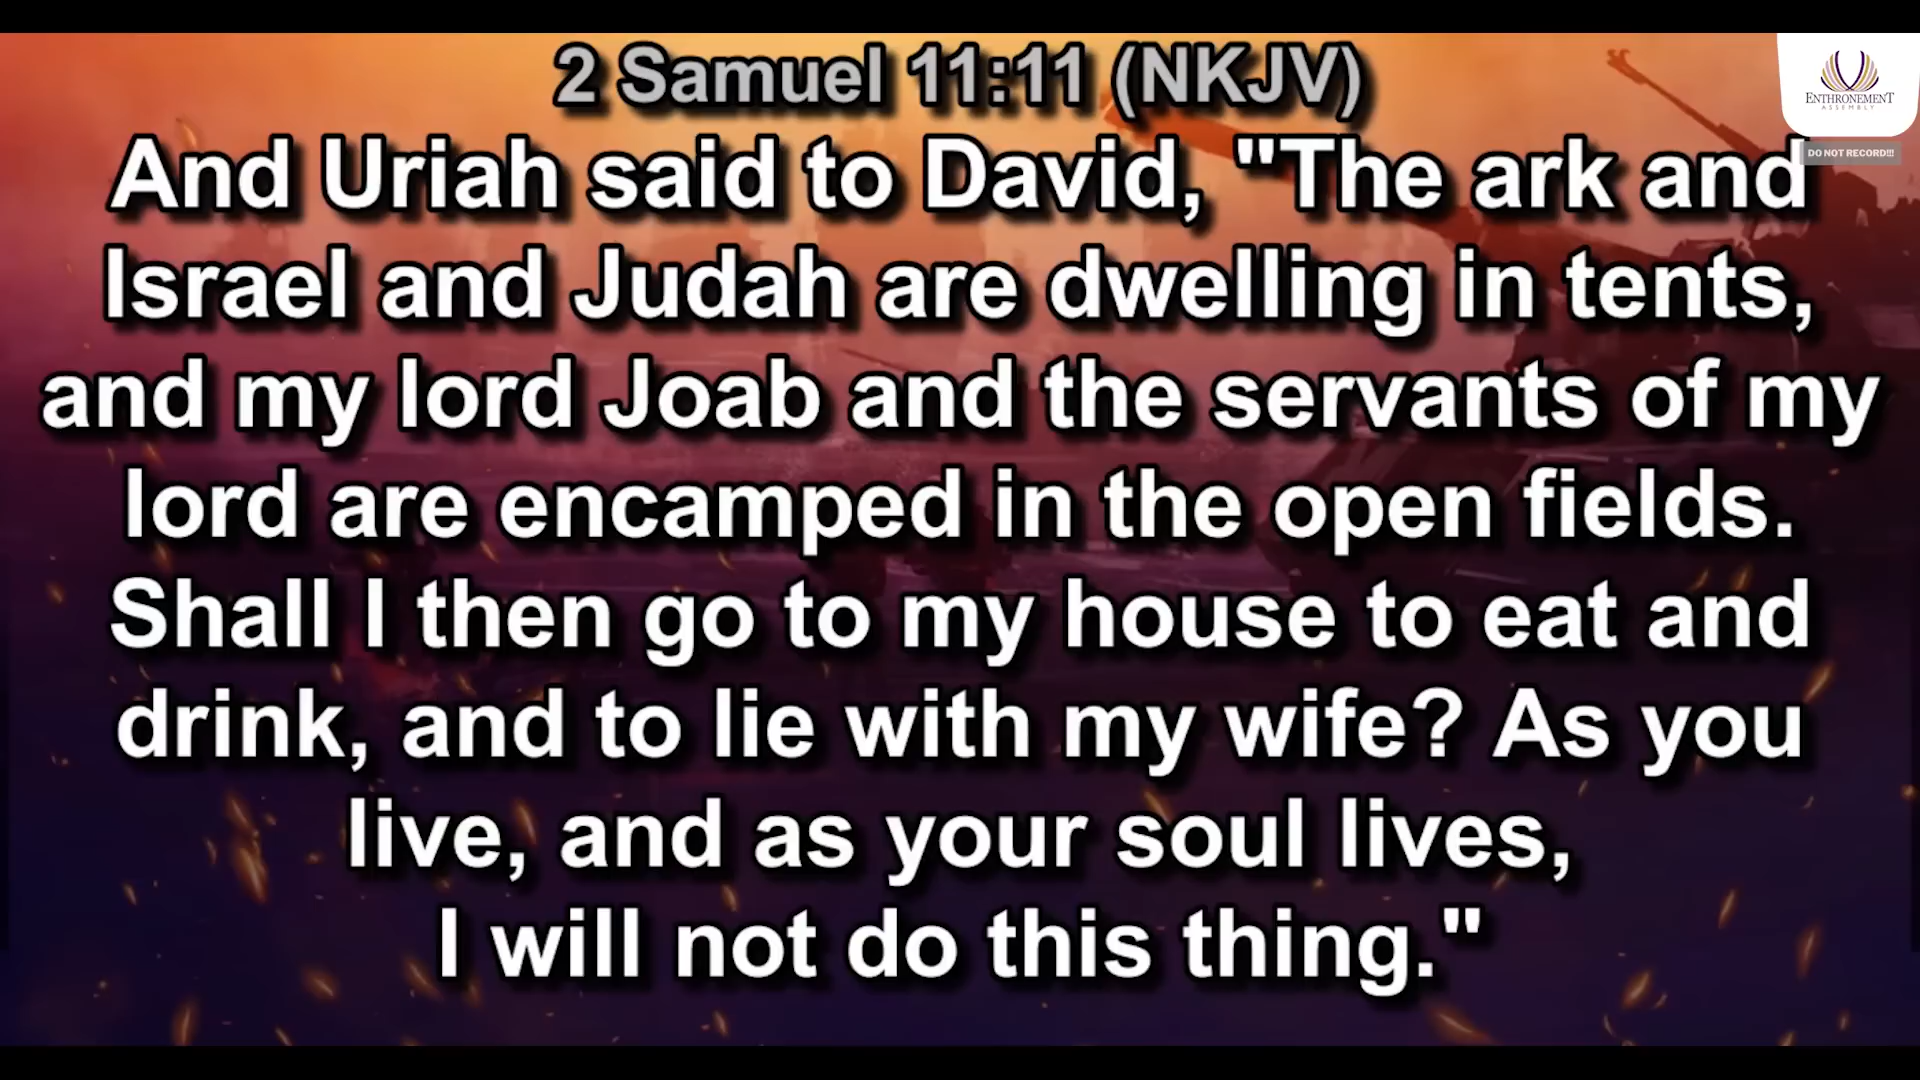 2 Samuel 11:11 (NKJV)
And Uriah said to David, "The ark and
Israel and Judah are dwelling in tents,
and my lord Joab and the servants of my
lord are encamped in the open fields.
Shall I then go to my house to eat and
drink, and to lie with my wife? As you
live, and as your soul lives,
I will not do this thing."
ENTHRONEMENT
ASSEMBLY
DO NOT RECORD!!!